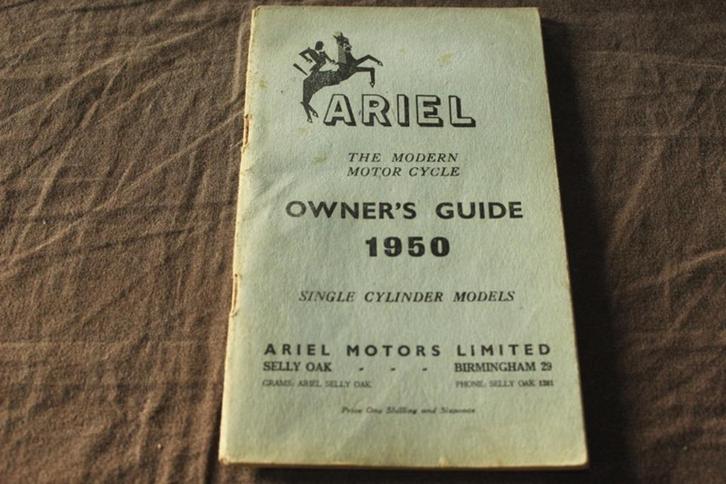 ARIEL
THE MODERN
MOTOR CYCLE
OWNER'S GUIDE
1950
SINGLE CYLINDER MODELS
ARIEL MOTORS LIMITED
SELLY OAK - - - BIRMINGHAM 29
GRAMS: ARIEL SELLY OAK PHONE: SELLY OAK 1381
Price One Shilling and Sixpence